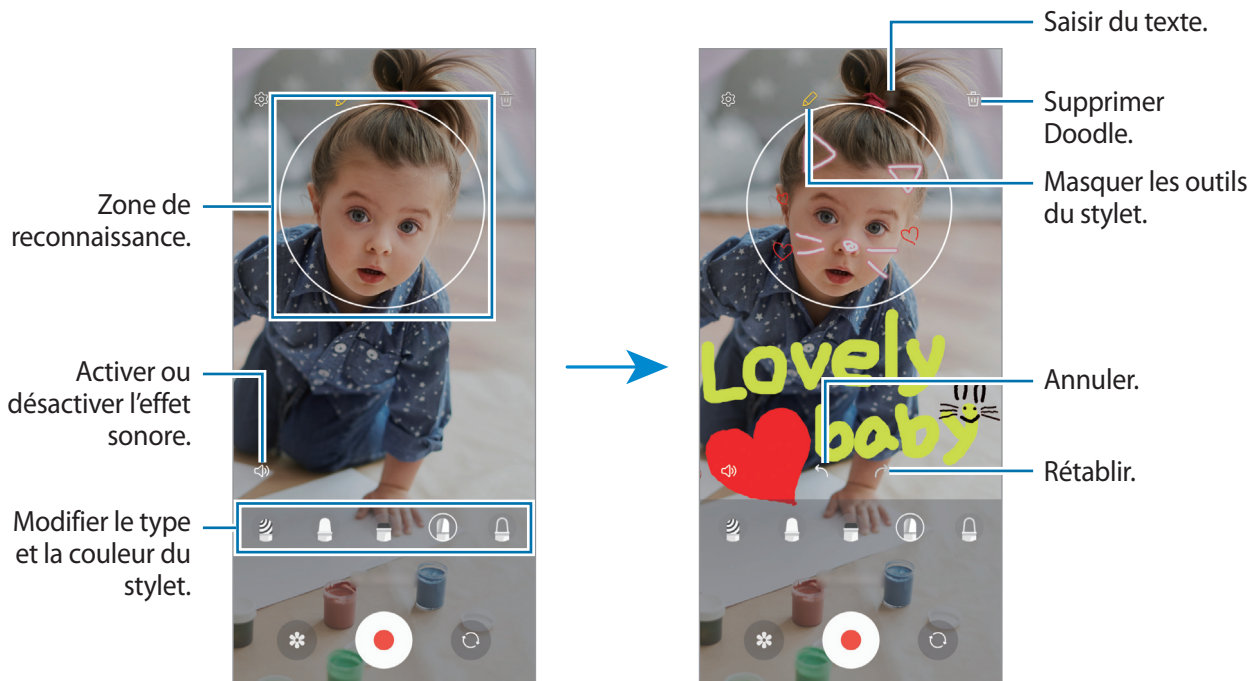 Saisir du texte.
Supprimer
Doodle.
Masquer les outils
du stylet.
Zone de
reconnaissance.
Activer ou
désactiver l’effet
sonore.
Modifier le type
et la couleur du
stylet.
Lovely
baby
Annuler.
Rétablir.